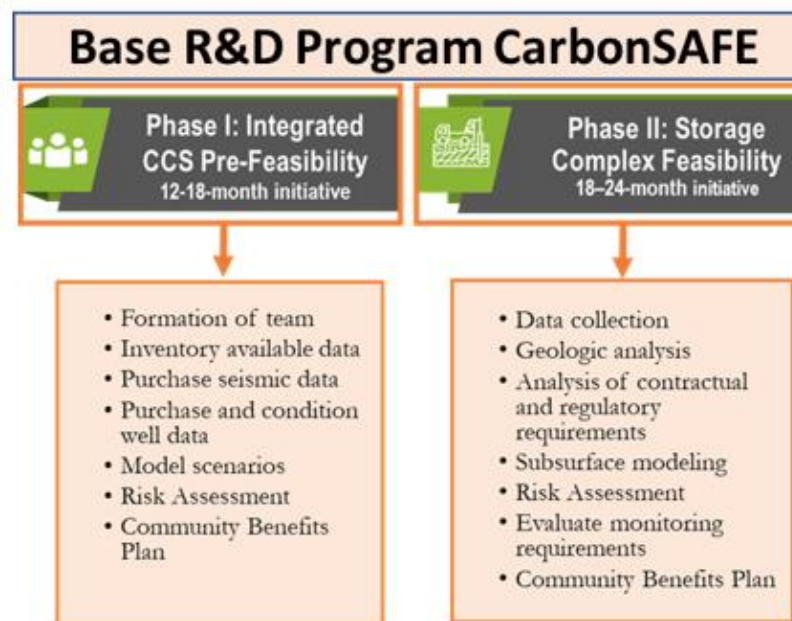 Base R&D Program CarbonSAFE
Phase I: Integrated
CCS Pre-Feasibility
12-18-month initiative
• Formation of team
• Inventory available data
• Purchase seismic data
• Purchase and condition
well data
• Model scenarios
• Risk Assessment
• Community Benefits
Plan
Phase II: Storage
Complex Feasibility
18–24-month initiative
• Data collection
• Geologic analysis
• Analysis of contractual
and regulatory
requirements
• Subsurface modeling
• Risk Assessment
• Evaluate monitoring
requirements
• Community Benefits Plan